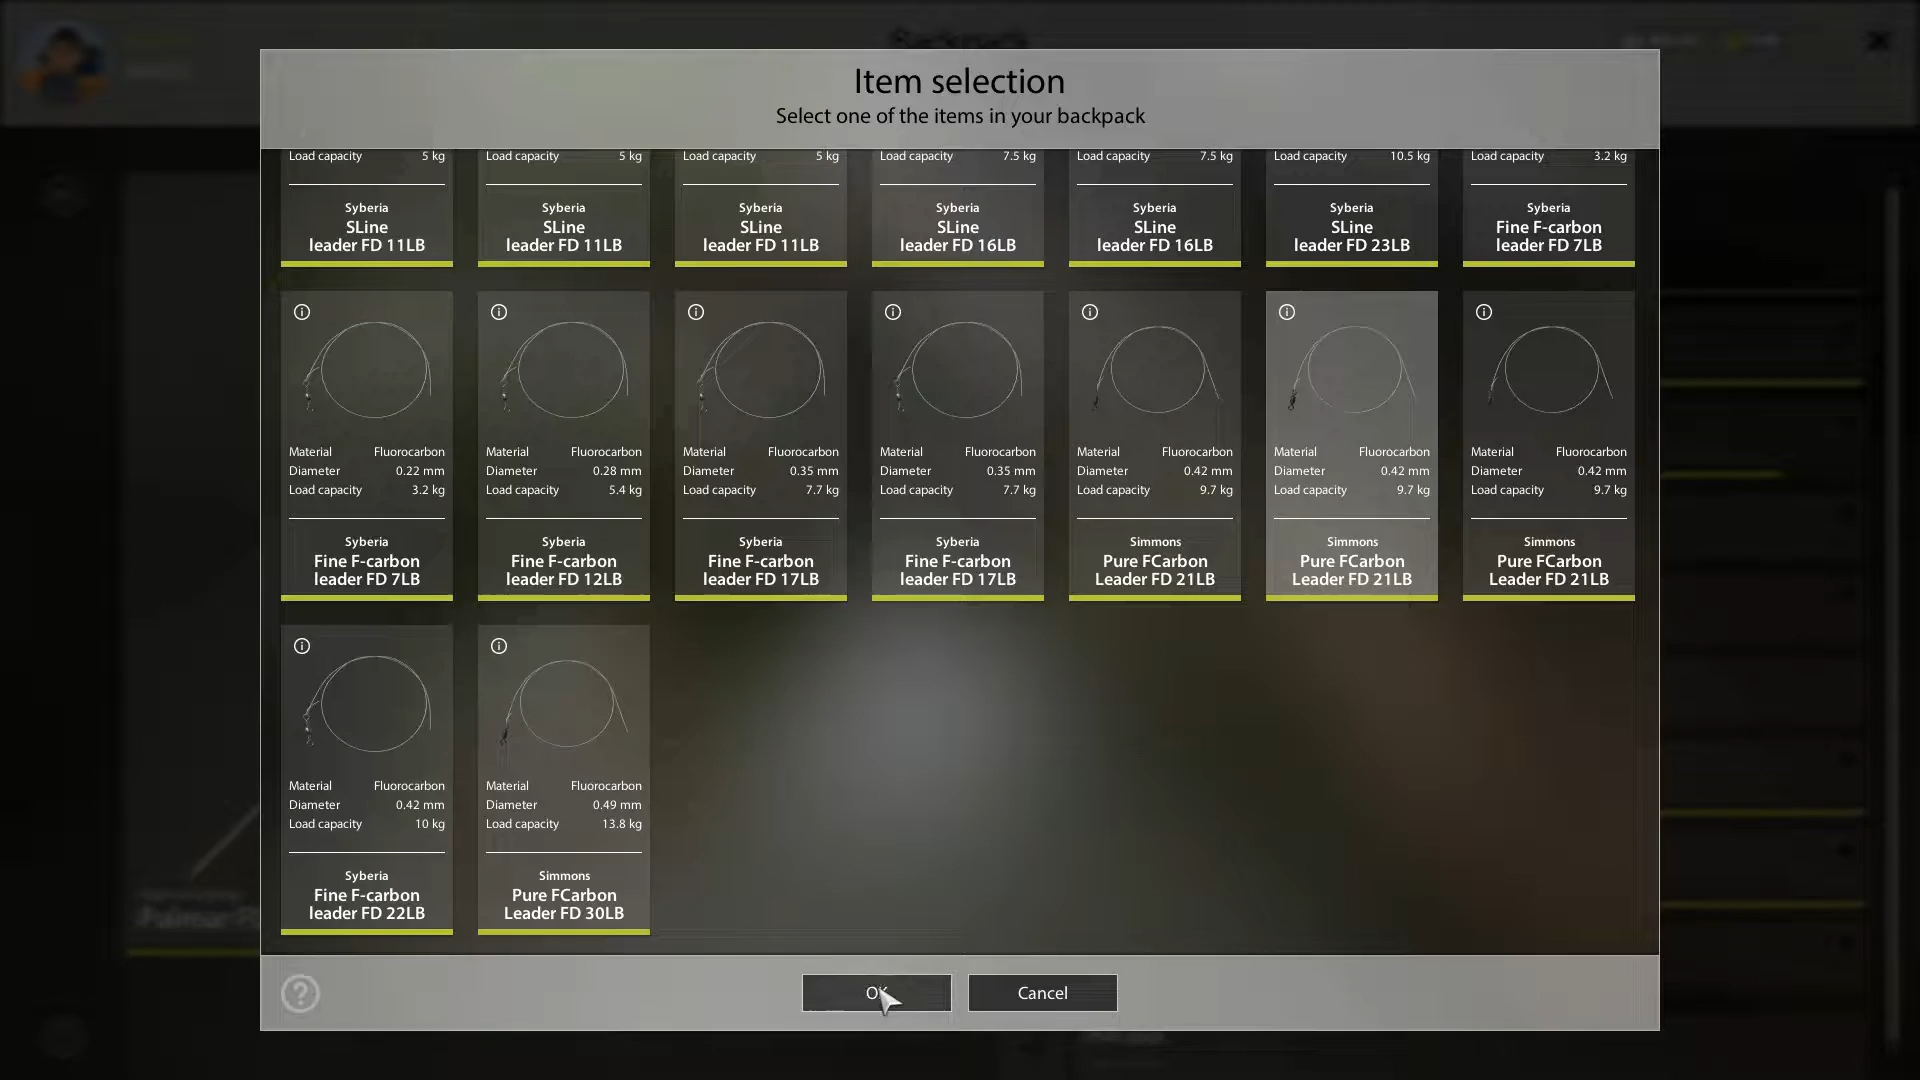 Item selection
Select one of the items in your backpack
Load capacity 5 kg
Syberia
SLine
leader FD 11LB
Load capacity 5 kg
Syberia
SLine
leader FD 11LB
Load capacity 5 kg
Syberia
SLine
leader FD 11LB
Load capacity 7.5 kg
Syberia
SLine
leader FD 16LB
Load capacity 7.5 kg
Syberia
SLine
leader FD 16LB
Load capacity 10.5 kg
Syberia
SLine
leader FD 23LB
Load capacity 3.2 kg
Syberia
Fine F-carbon
leader FD 7LB
Material Fluorocarbon
Diameter 0.22 mm
Load capacity 3.2 kg
Syberia
Fine F-carbon
leader FD 7LB
Material Fluorocarbon
Diameter 0.28 mm
Load capacity 5.4 kg
Syberia
Fine F-carbon
leader FD 12LB
Material Fluorocarbon
Diameter 0.35 mm
Load capacity 7.7 kg
Syberia
Fine F-carbon
leader FD 17LB
Material Fluorocarbon
Diameter 0.35 mm
Load capacity 7.7 kg
Syberia
Fine F-carbon
leader FD 17LB
Material Fluorocarbon
Diameter 0.42 mm
Load capacity 9.7 kg
Simmons
Pure FCarbon
Leader FD 21LB
Material Fluorocarbon
Diameter 0.42 mm
Load capacity 9.7 kg
Simmons
Pure FCarbon
Leader FD 21LB
Material Fluorocarbon
Diameter 0.42 mm
Load capacity 9.7 kg
Simmons
Pure FCarbon
Leader FD 21LB
Material Fluorocarbon
Diameter 0.42 mm
Load capacity 10 kg
Syberia
Fine F-carbon
leader FD 22LB
Material Fluorocarbon
Diameter 0.49 mm
Load capacity 13.8 kg
Simmons
Pure FCarbon
Leader FD 30LB
OK
Cancel